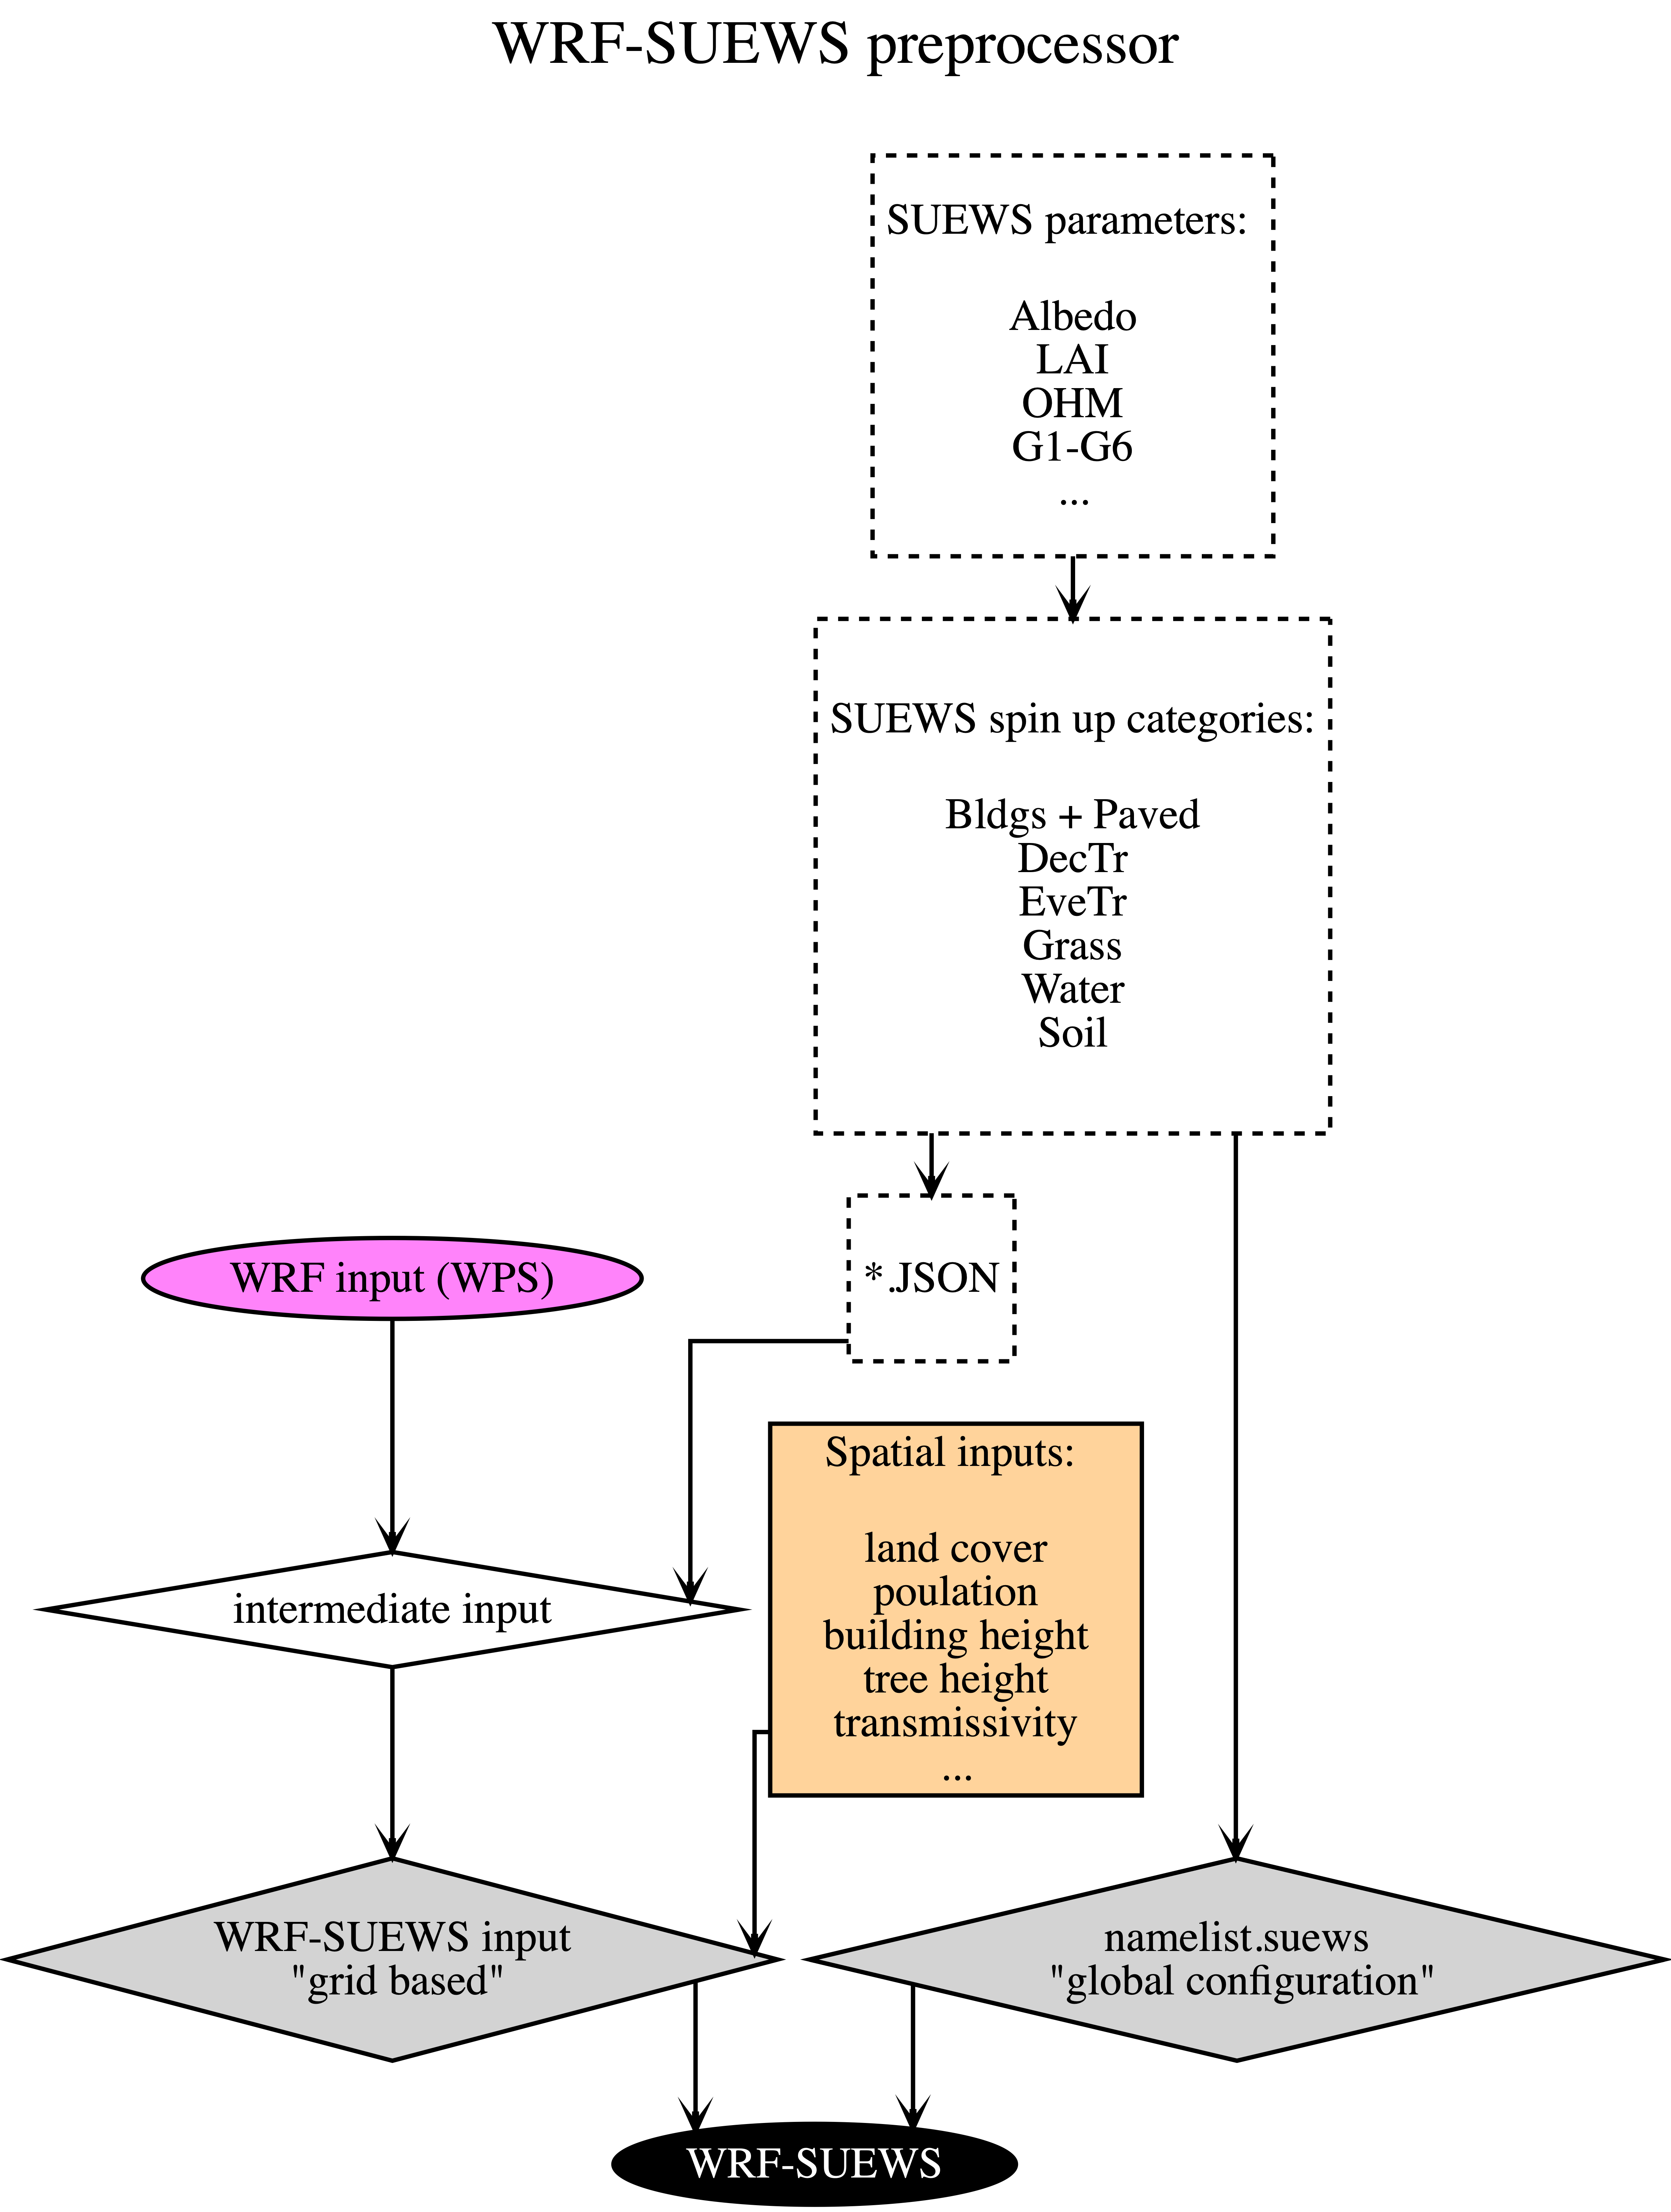 WRF-SUEWS preprocessor
SUEWS parameters:
Albedo
LAI
OHM
G1-G6
...
SUEWS spin up categories:
Bldgs + Paved
DecTr
EveTr
Grass
Water
Soil
*.JSON
WRF input (WPS)
Spatial inputs:
land cover
poulation
building height
tree height
transmissivity
...
intermediate input
WRF-SUEWS input
"grid based"
namelist.suews
"global configuration"
WRF-SUEWS